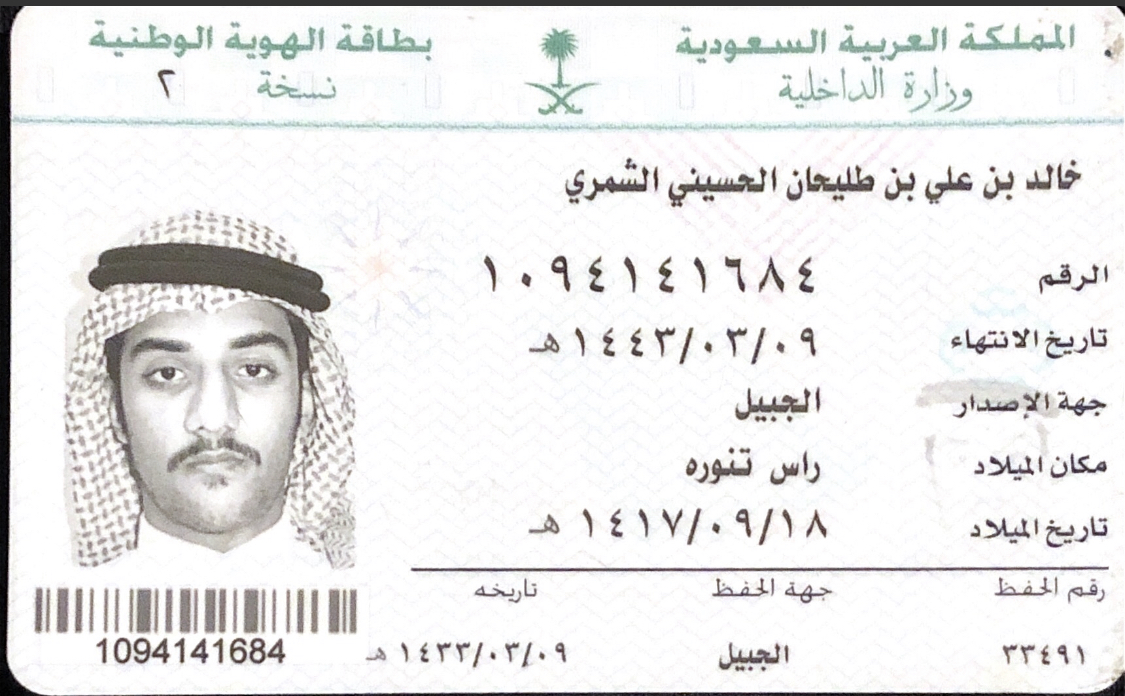 المملكة العربية السعودية
وزارة الداخلية
بطاقة الهوية الوطنية
نسخة ٢
خالد بن علي بن طليحان الحسيني الشمري
الرقم ١٠٩٤١٤١٦٨٤
تاريخ الانتهاء ١٤٤٣/٠٣/٠٩ هـ
جهة الإصدار الجبيل
مكان الميلاد راس تنوره
تاريخ الميلاد ١٤١٧/٠٩/١٨ هـ
رقم الحفظ جهة الحفظ تاريخه
٣٣٤٩١ الجبيل ١٤٣٣/٠٣/٠٩ هـ
1094141684